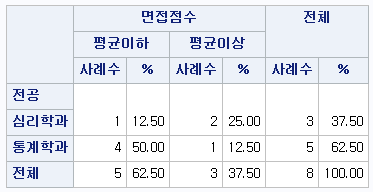 면접점수 전체
평균이하 평균이상
사례수 % 사례수 % 사례수 %
전공
심리학과 1 12.50 2 25.00 3 37.50
통계학과 4 50.00 1 12.50 5 62.50
전체 5 62.50 3 37.50 8 100.00